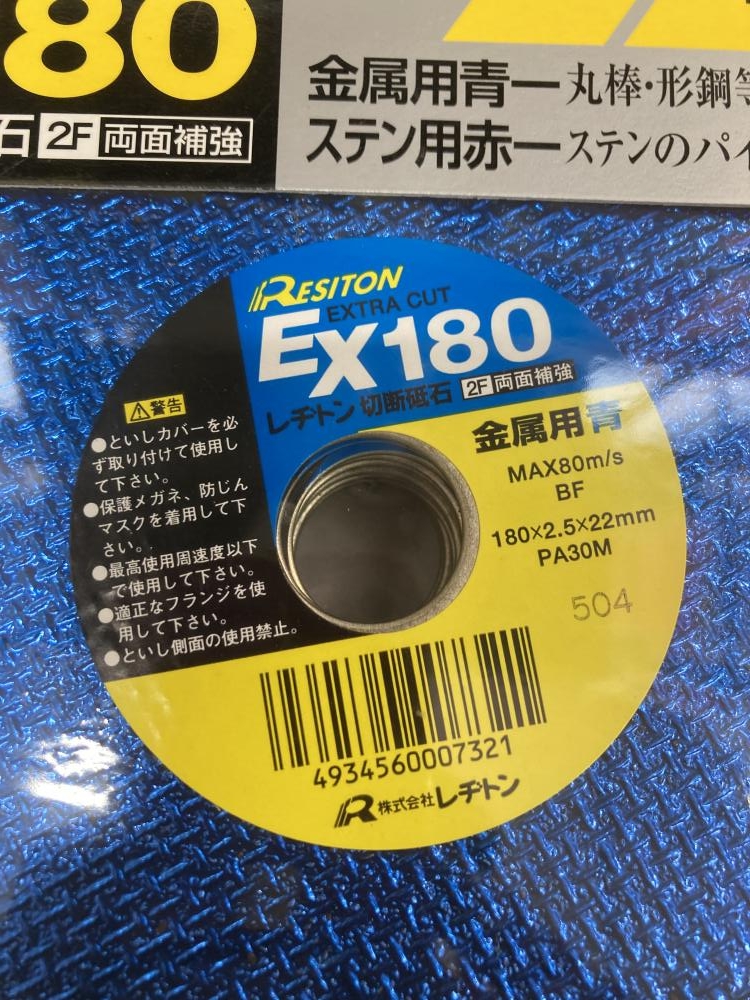 80
石 2F 両面補強
金属用青ー丸棒・形鋼等
ステン用赤ーステンのパイ
RESITON
EXTRA CUT
EX180
レヂトン 切断砥石 2F 両面補強
⚠警告
●といしカバーを必
ず取り付けて使用し
て下さい。
●保護メガネ、防じん
マスクを着用して下
さい。
●最高使用周速度以下
で使用して下さい。
●適正なフランジを使
用して下さい。
●といし側面の使用禁止。
金属用青
MAX80m/s
BF
180×2.5×22mm
PA30M
504
4934560007321
株式会社レヂトン